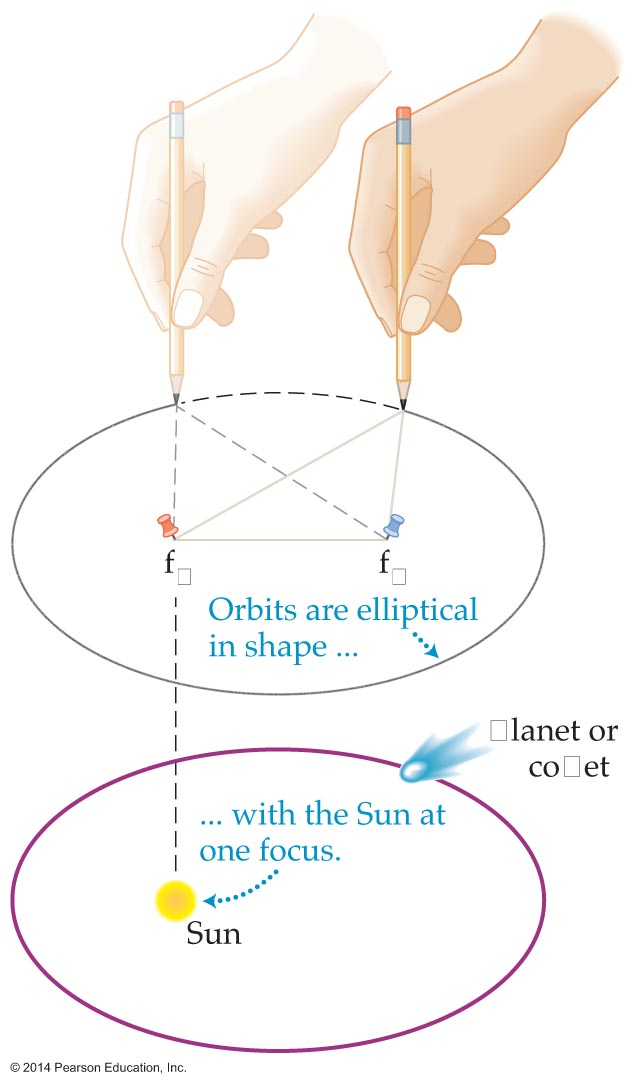 f□
f□
Orbits are elliptical
in shape ...
□lanet or
co□et
... with the Sun at
one focus.
Sun
© 2014 Pearson Education, Inc.